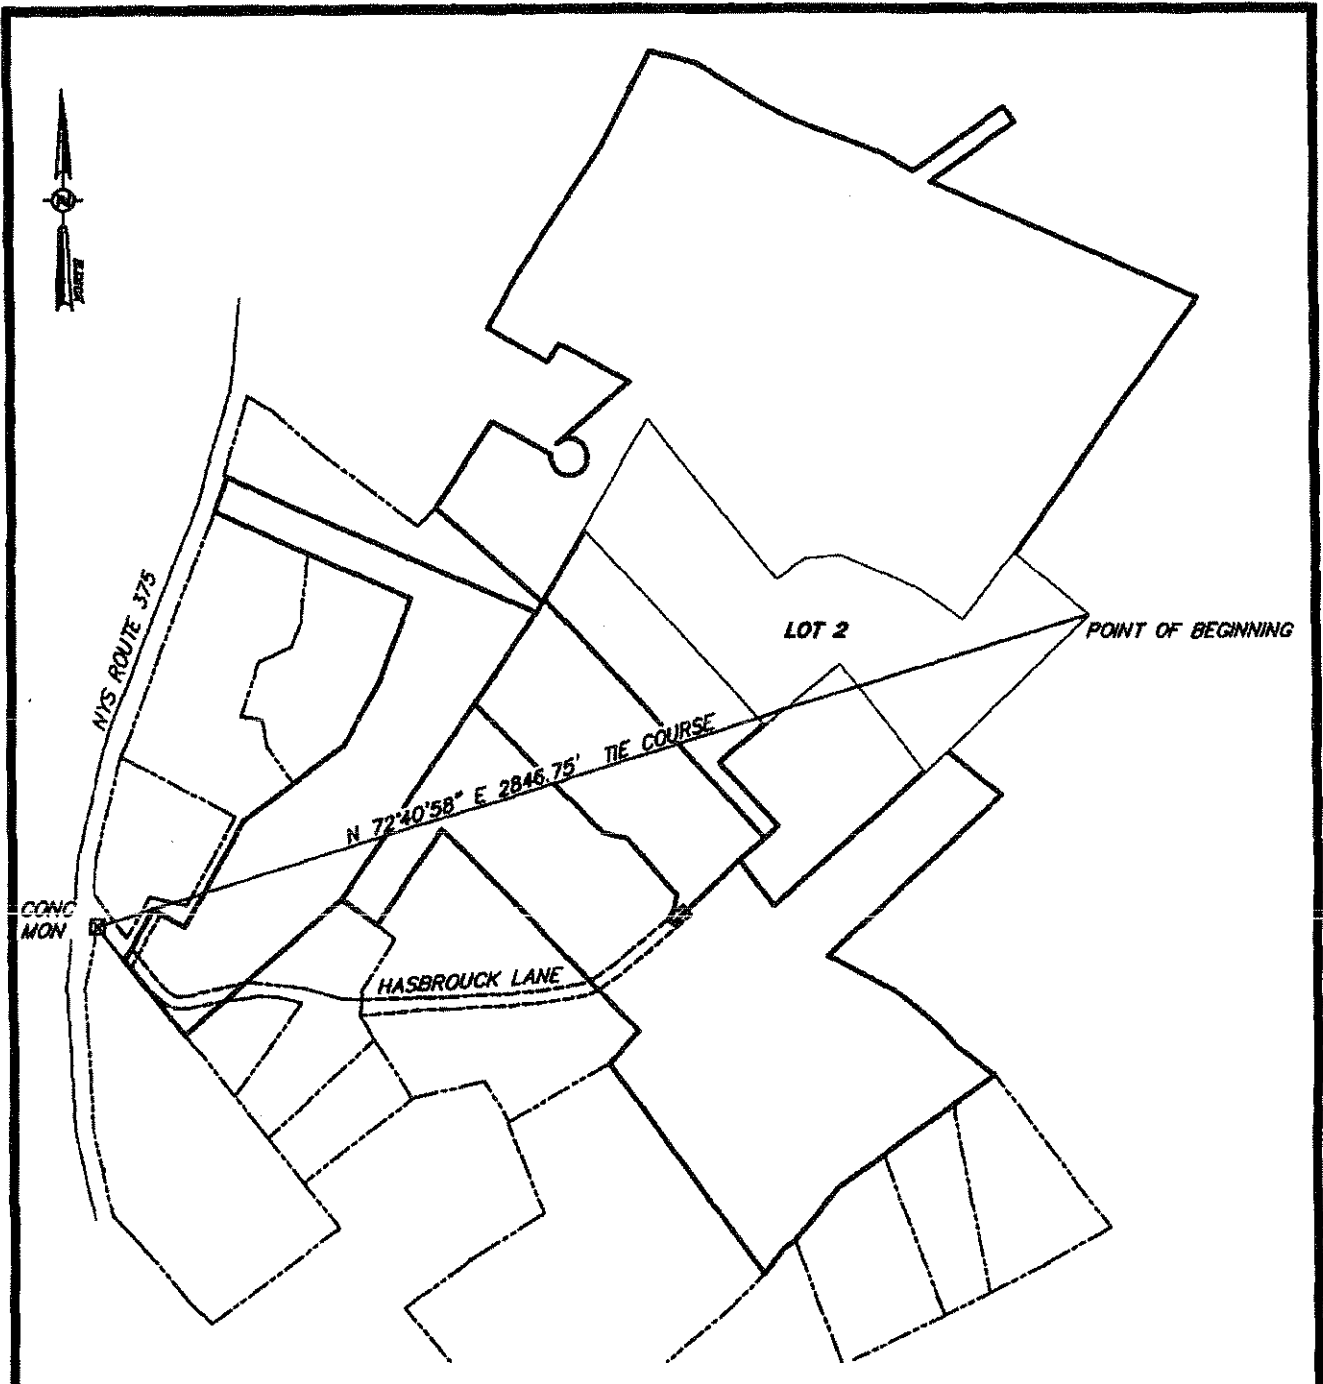 N
NORTH
NYS ROUTE 375
LOT 2
POINT OF BEGINNING
N 72°40'58" E 2846.75' TIE COURSE
CONC
MON
HASBROUCK LANE